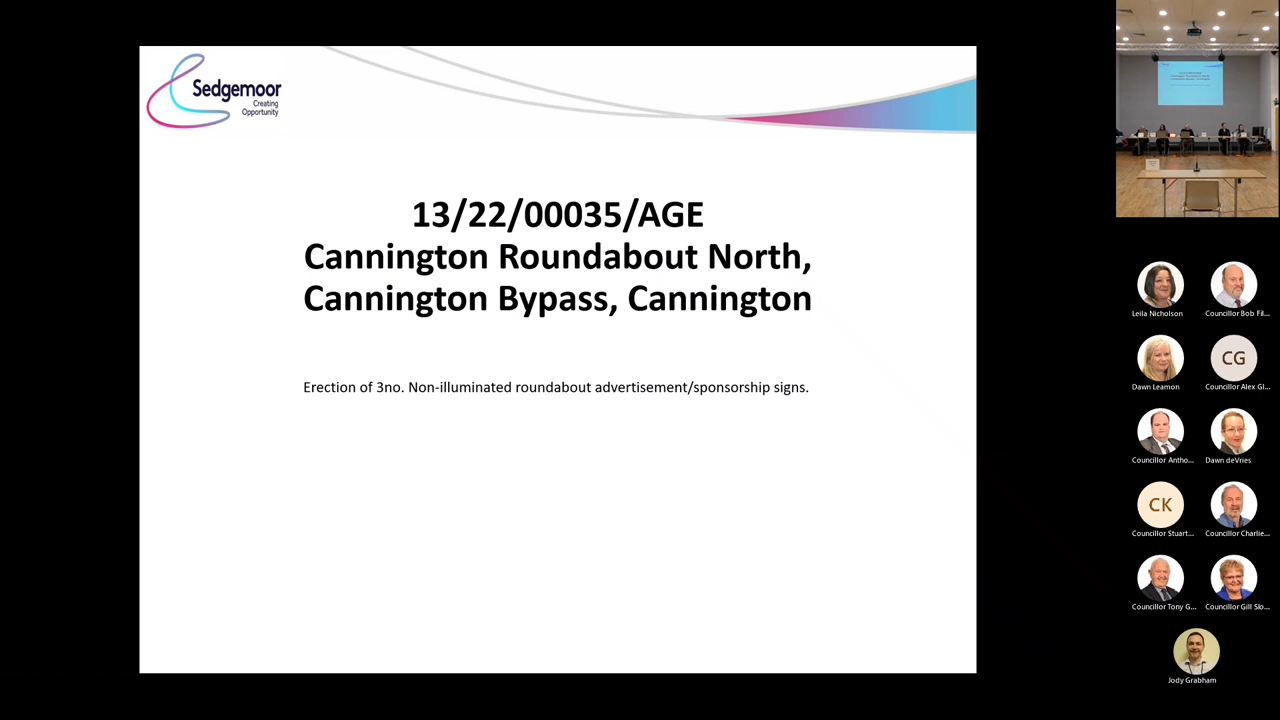 Sedgemoor
Creating
Opportunity
13/22/00035/AGE
Cannington Roundabout North,
Cannington Bypass, Cannington
Erection of 3no. Non-illuminated roundabout advertisement/sponsorship signs.
Leila Nicholson
Councillor Bob Fil...
Dawn Leamon
CG
Councillor Alex Gl...
Councillor Antho...
Dawn deVries
CK
Councillor Stuart...
Councillor Charlie...
Councillor Tony G...
Councillor Gill Slo...
Jody Grabham